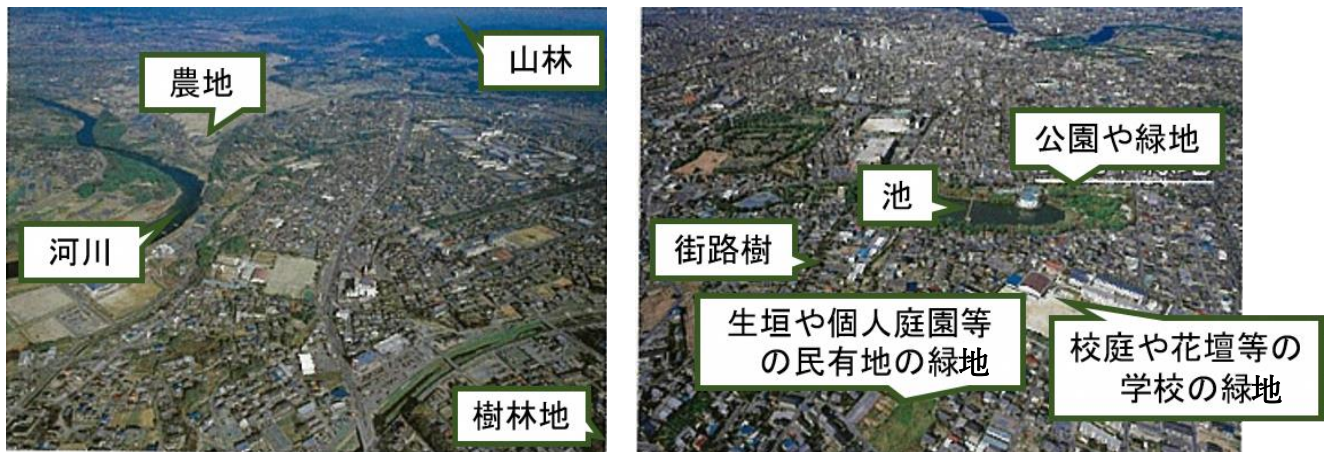 山林
農地
河川
樹林地
公園や緑地
池
街路樹
生垣や個人庭園等
の民有地の緑地
校庭や花壇等の
学校の緑地